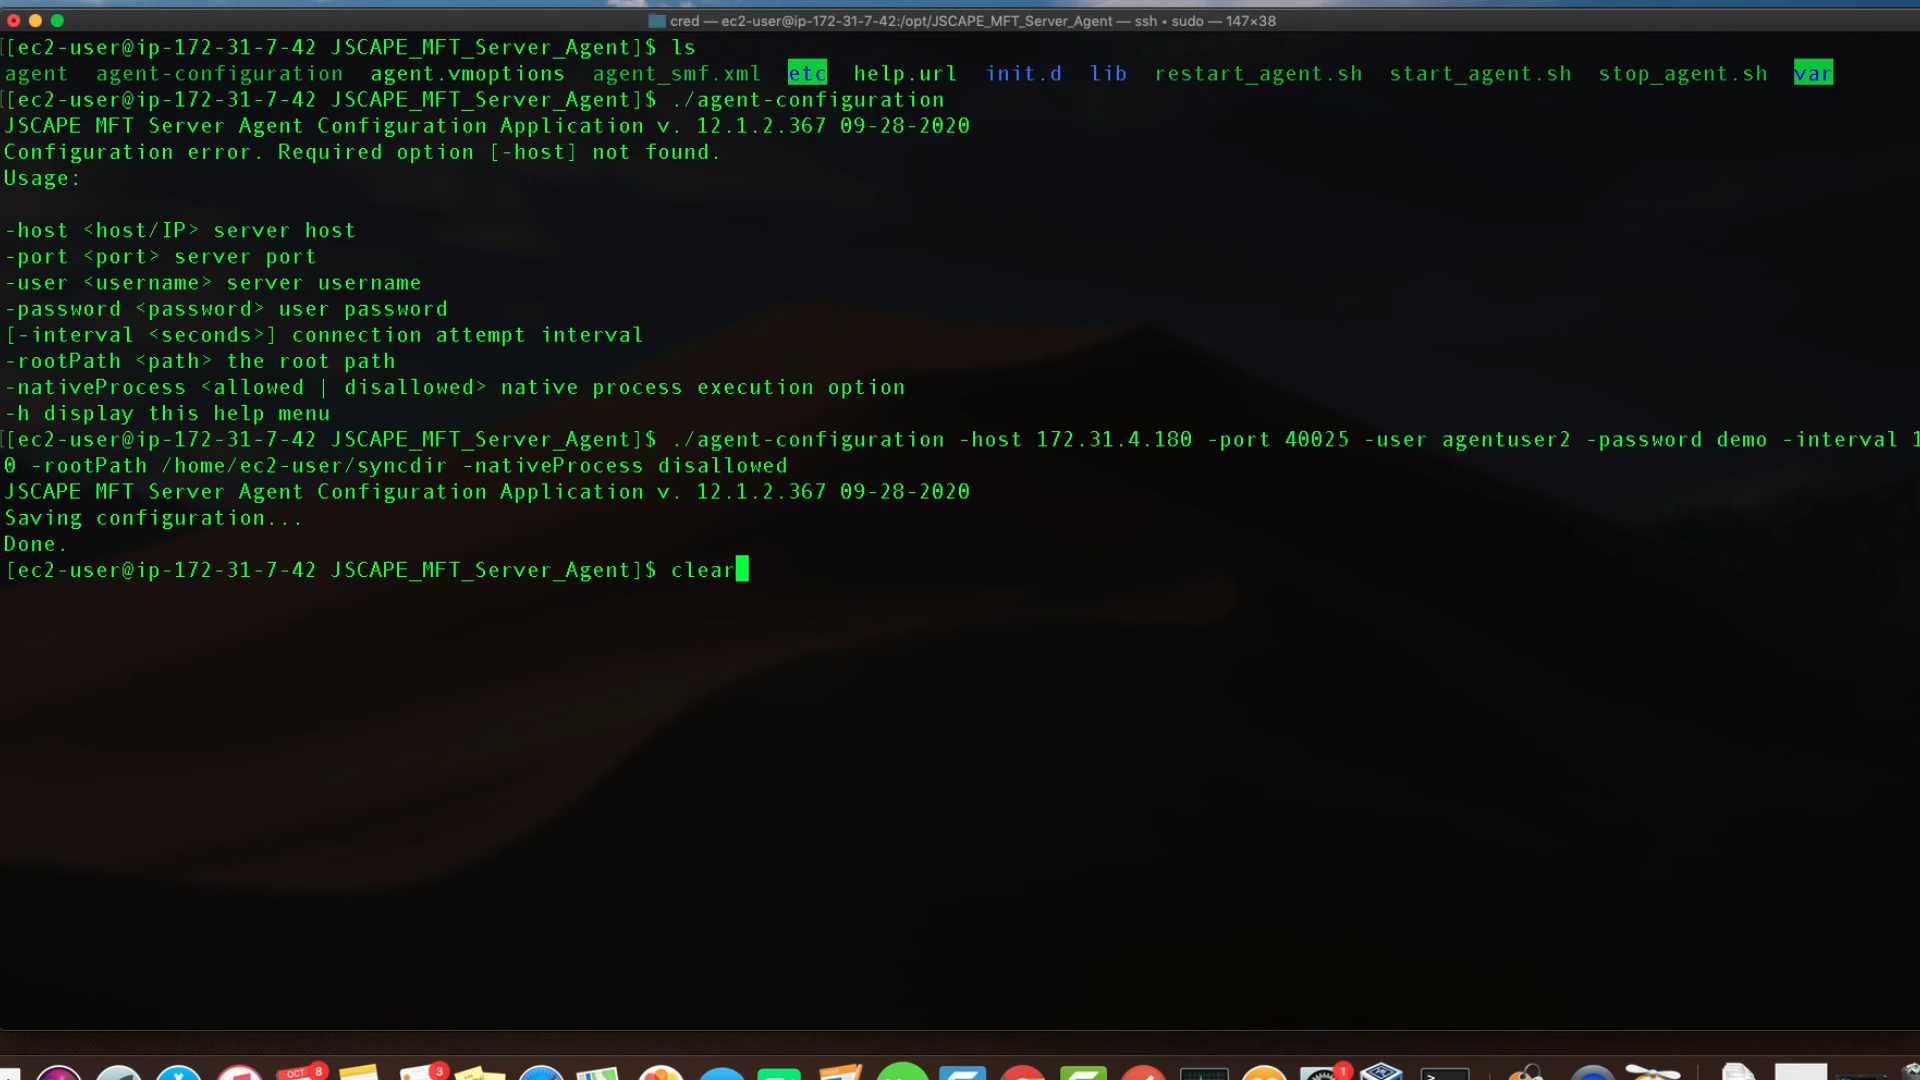 cred — ec2-user@ip-172-31-7-42:/opt/JSCAPE_MFT_Server_Agent — ssh • sudo — 147×38
[[ec2-user@ip-172-31-7-42 JSCAPE_MFT_Server_Agent]$ ls
agent  agent-configuration  agent.vmoptions  agent_smf.xml  etc  help.url  init.d  lib  restart_agent.sh  start_agent.sh  stop_agent.sh  var
[[ec2-user@ip-172-31-7-42 JSCAPE_MFT_Server_Agent]$ ./agent-configuration
JSCAPE MFT Server Agent Configuration Application v. 12.1.2.367 09-28-2020
Configuration error. Required option [-host] not found.
Usage:
-host <host/IP> server host
-port <port> server port
-user <username> server username
-password <password> user password
[-interval <seconds>] connection attempt interval
-rootPath <path> the root path
-nativeProcess <allowed | disallowed> native process execution option
-h display this help menu
[[ec2-user@ip-172-31-7-42 JSCAPE_MFT_Server_Agent]$ ./agent-configuration -host 172.31.4.180 -port 40025 -user agentuser2 -password demo -interval 1
0 -rootPath /home/ec2-user/syncdir -nativeProcess disallowed
JSCAPE MFT Server Agent Configuration Application v. 12.1.2.367 09-28-2020
Saving configuration...
Done.
[ec2-user@ip-172-31-7-42 JSCAPE_MFT_Server_Agent]$ clear
OCT 8
3
1